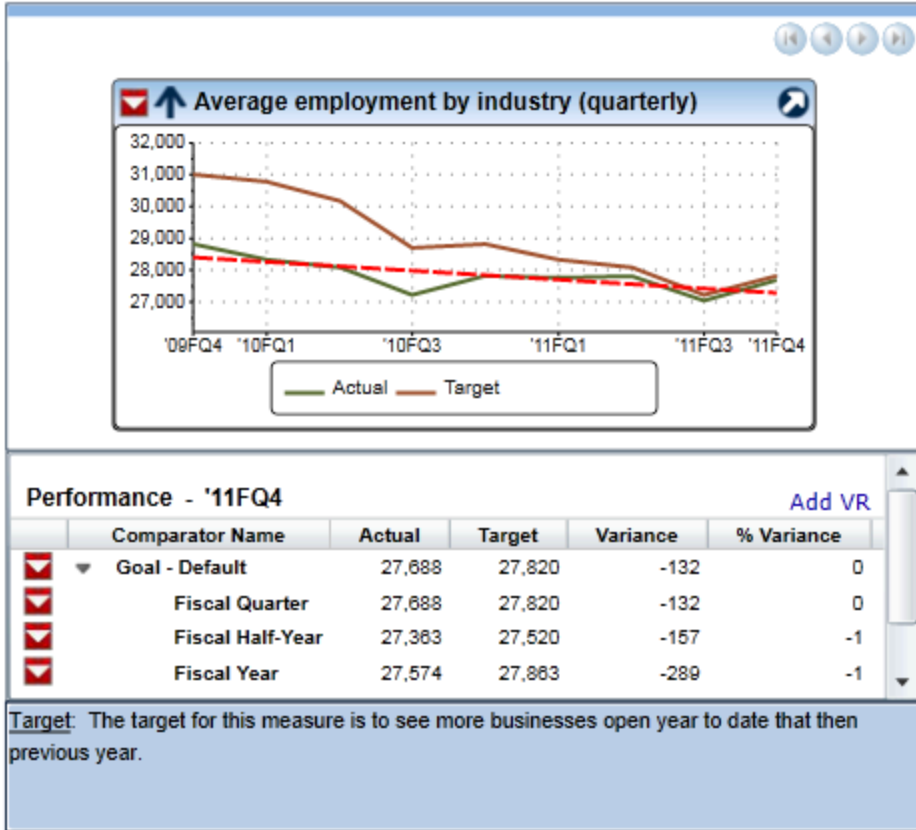 Average employment by industry (quarterly)
32,000
31,000
30,000
29,000
28,000
27,000
'09FQ4 '10FQ1 '10FQ3 '11FQ1 '11FQ3 '11FQ4
Actual Target
Performance - '11FQ4
Add VR
Comparator Name Actual Target Variance % Variance
Goal - Default 27,688 27,820 -132 0
Fiscal Quarter 27,688 27,820 -132 0
Fiscal Half-Year 27,363 27,520 -157 -1
Fiscal Year 27,574 27,863 -289 -1
Target: The target for this measure is to see more businesses open year to date that then
previous year.